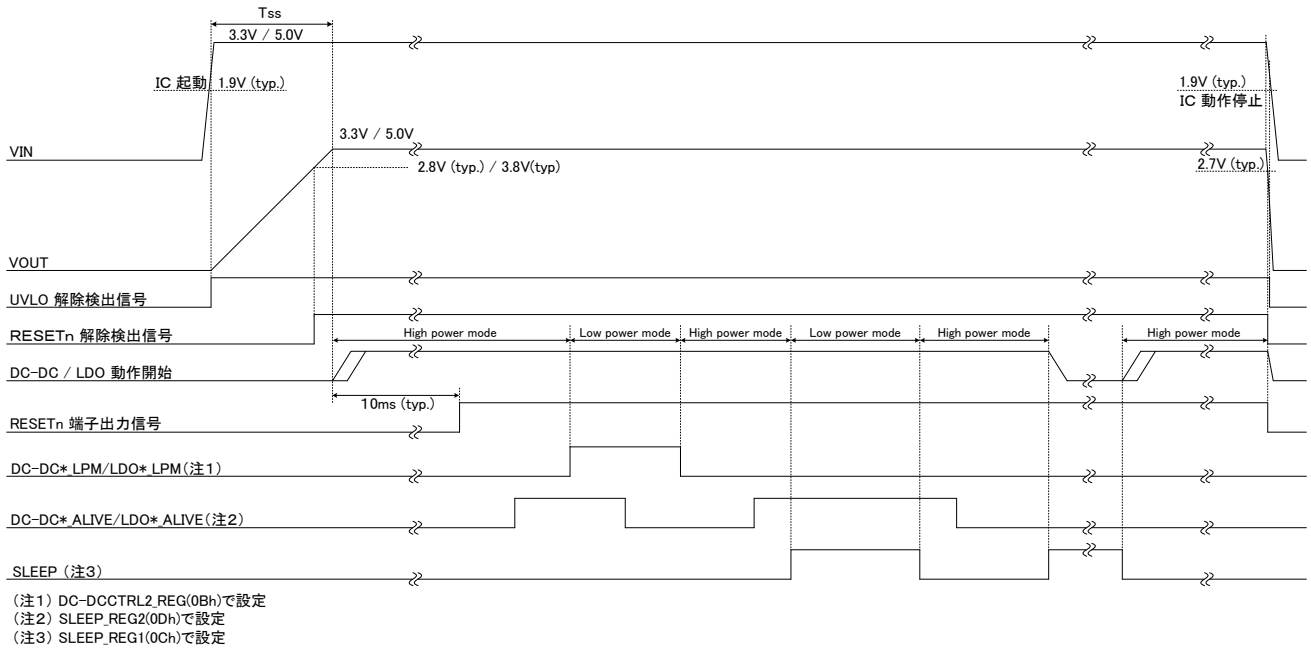 Tss
3.3V / 5.0V
IC 起動
1.9V (typ.)
1.9V (typ.)
IC 動作停止
3.3V / 5.0V
VIN
2.8V (typ.) / 3.8V(typ)
2.7V (typ.)
VOUT
UVLO 解除検出信号
RESETn 解除検出信号
High power mode
Low power mode
High power mode
Low power mode
High power mode
High power mode
DC-DC / LDO 動作開始
10ms (typ.)
RESETn 端子出力信号
DC-DC*_LPM/LDO*_LPM(注1)
DC-DC*_ALIVE/LDO*_ALIVE(注2)
SLEEP (注3)
(注1) DC-DCCTRL2_REG(0Bh)で設定
(注2) SLEEP_REG2(0Dh)で設定
(注3) SLEEP_REG1(0Ch)で設定